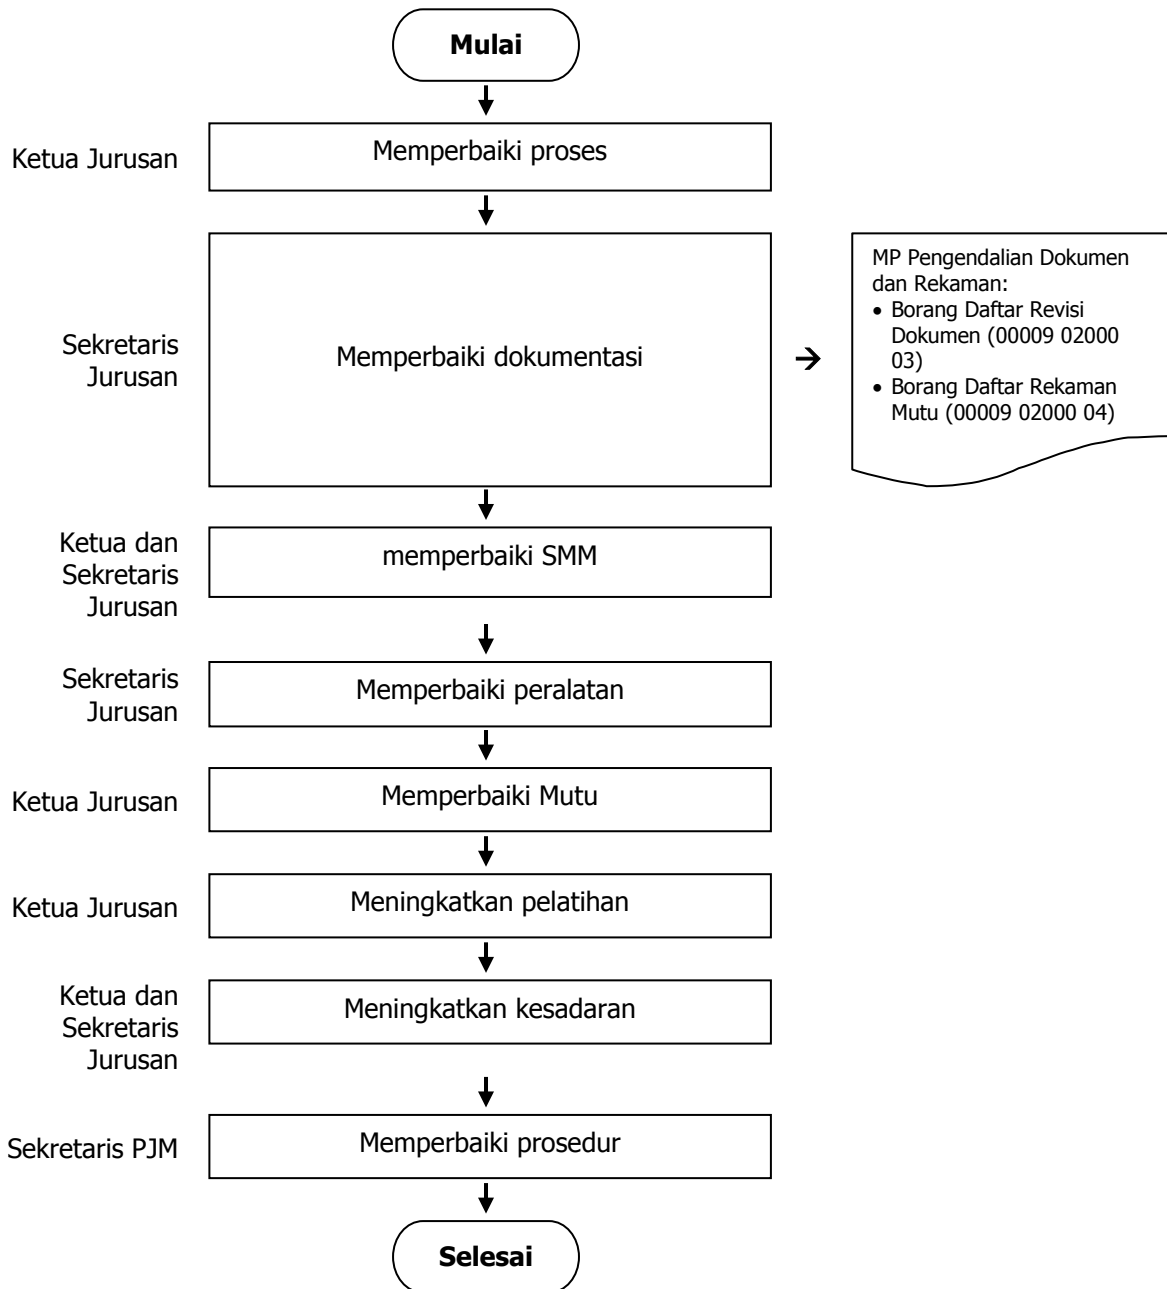 Mulai
Ketua Jurusan
Memperbaiki proses
Sekretaris
Jurusan
Memperbaiki dokumentasi
→
MP Pengendalian Dokumen
dan Rekaman:
• Borang Daftar Revisi
Dokumen (00009 02000
03)
• Borang Daftar Rekaman
Mutu (00009 02000 04)
Ketua dan
Sekretaris
Jurusan
memperbaiki SMM
Sekretaris
Jurusan
Memperbaiki peralatan
Ketua Jurusan
Memperbaiki Mutu
Ketua Jurusan
Meningkatkan pelatihan
Ketua dan
Sekretaris
Jurusan
Meningkatkan kesadaran
Sekretaris PJM
Memperbaiki prosedur
Selesai